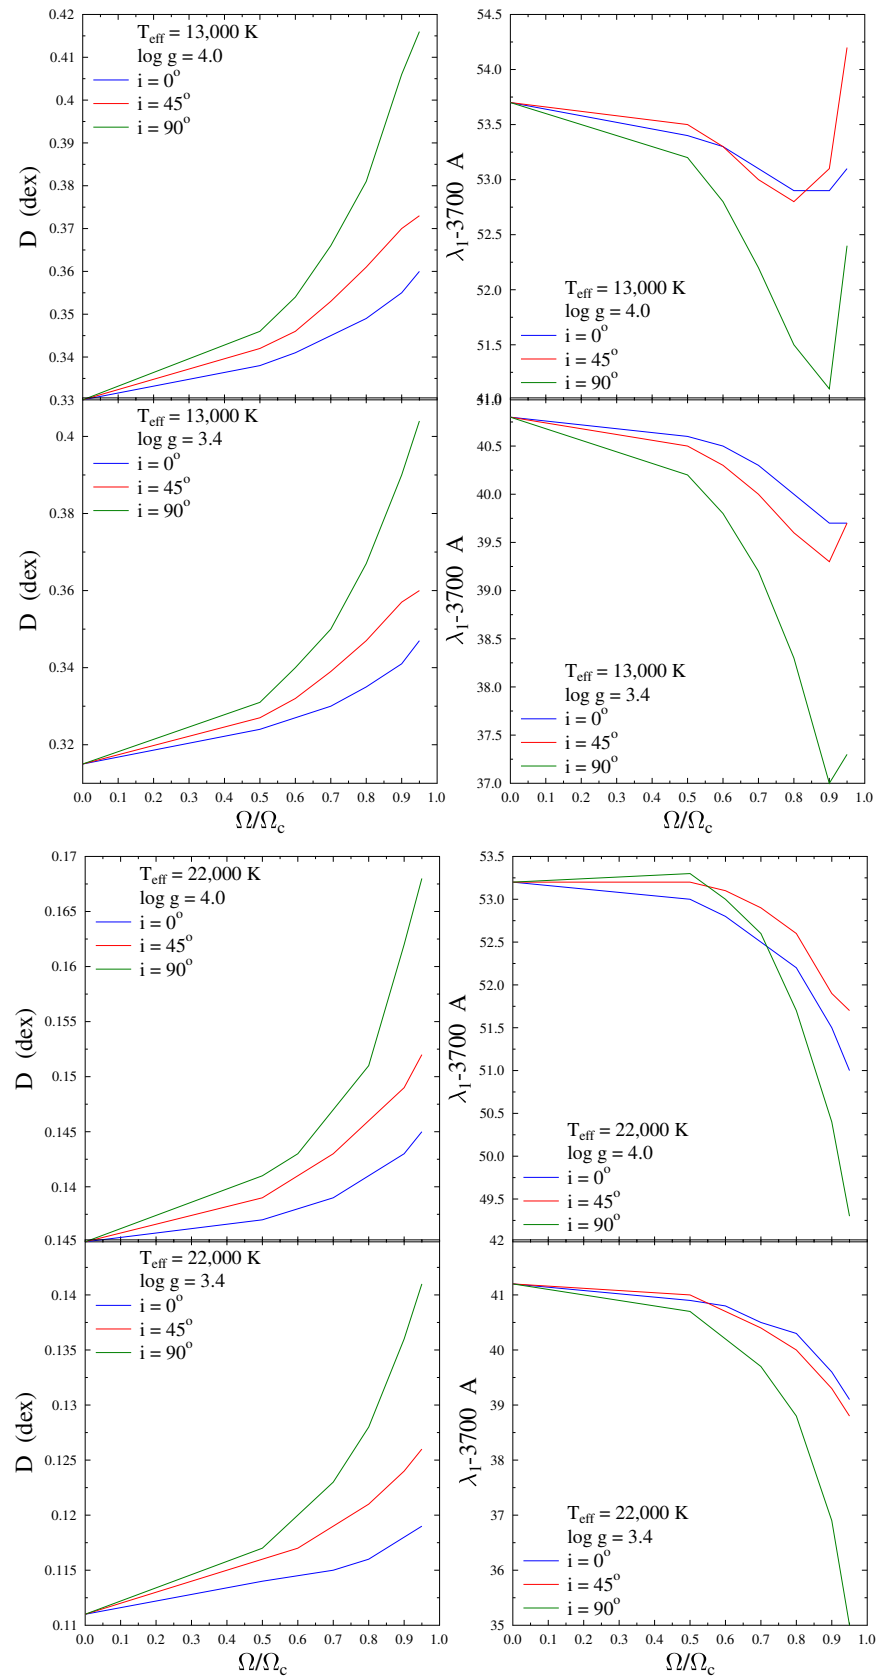 0.42
0.41
0.4
0.39
0.38
0.37
0.36
0.35
0.34
0.33
D (dex)
T_eff = 13,000 K
log g = 4.0
i = 0°
i = 45°
i = 90°
54.5
54.0
53.5
53.0
52.5
52.0
51.5
41.0
λ_1-3700 A
T_eff = 13,000 K
log g = 4.0
i = 0°
i = 45°
i = 90°
0.4
0.38
0.36
0.34
0.32
D (dex)
T_eff = 13,000 K
log g = 3.4
i = 0°
i = 45°
i = 90°
0.0 0.1 0.2 0.3 0.4 0.5 0.6 0.7 0.8 0.9 1.0
Ω/Ω_c
51.0
40.5
40.0
39.5
39.0
38.5
38.0
37.5
37.0
λ_1-3700 A
T_eff = 13,000 K
log g = 3.4
i = 0°
i = 45°
i = 90°
0.0 0.1 0.2 0.3 0.4 0.5 0.6 0.7 0.8 0.9 1.0
Ω/Ω_c
0.17
0.165
0.16
0.155
0.15
0.145
0.14
0.145
D (dex)
T_eff = 22,000 K
log g = 4.0
i = 0°
i = 45°
i = 90°
53.5
53.0
52.5
52.0
51.5
51.0
50.5
50.0
49.5
42
λ_1-3700 A
T_eff = 22,000 K
log g = 4.0
i = 0°
i = 45°
i = 90°
0.14
0.135
0.13
0.125
0.12
0.115
0.11
D (dex)
T_eff = 22,000 K
log g = 3.4
i = 0°
i = 45°
i = 90°
0.0 0.1 0.2 0.3 0.4 0.5 0.6 0.7 0.8 0.9 1.0
Ω/Ω_c
41
40
39
38
37
36
35
λ_1-3700 A
T_eff = 22,000 K
log g = 3.4
i = 0°
i = 45°
i = 90°
0.0 0.1 0.2 0.3 0.4 0.5 0.6 0.7 0.8 0.9 1.0
Ω/Ω_c